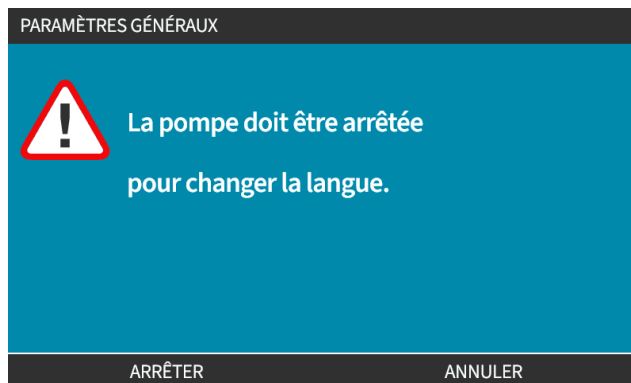 PARAMÈTRES GÉNÉRAUX
!
La pompe doit être arrêtée
pour changer la langue.
ARRÊTER ANNULER